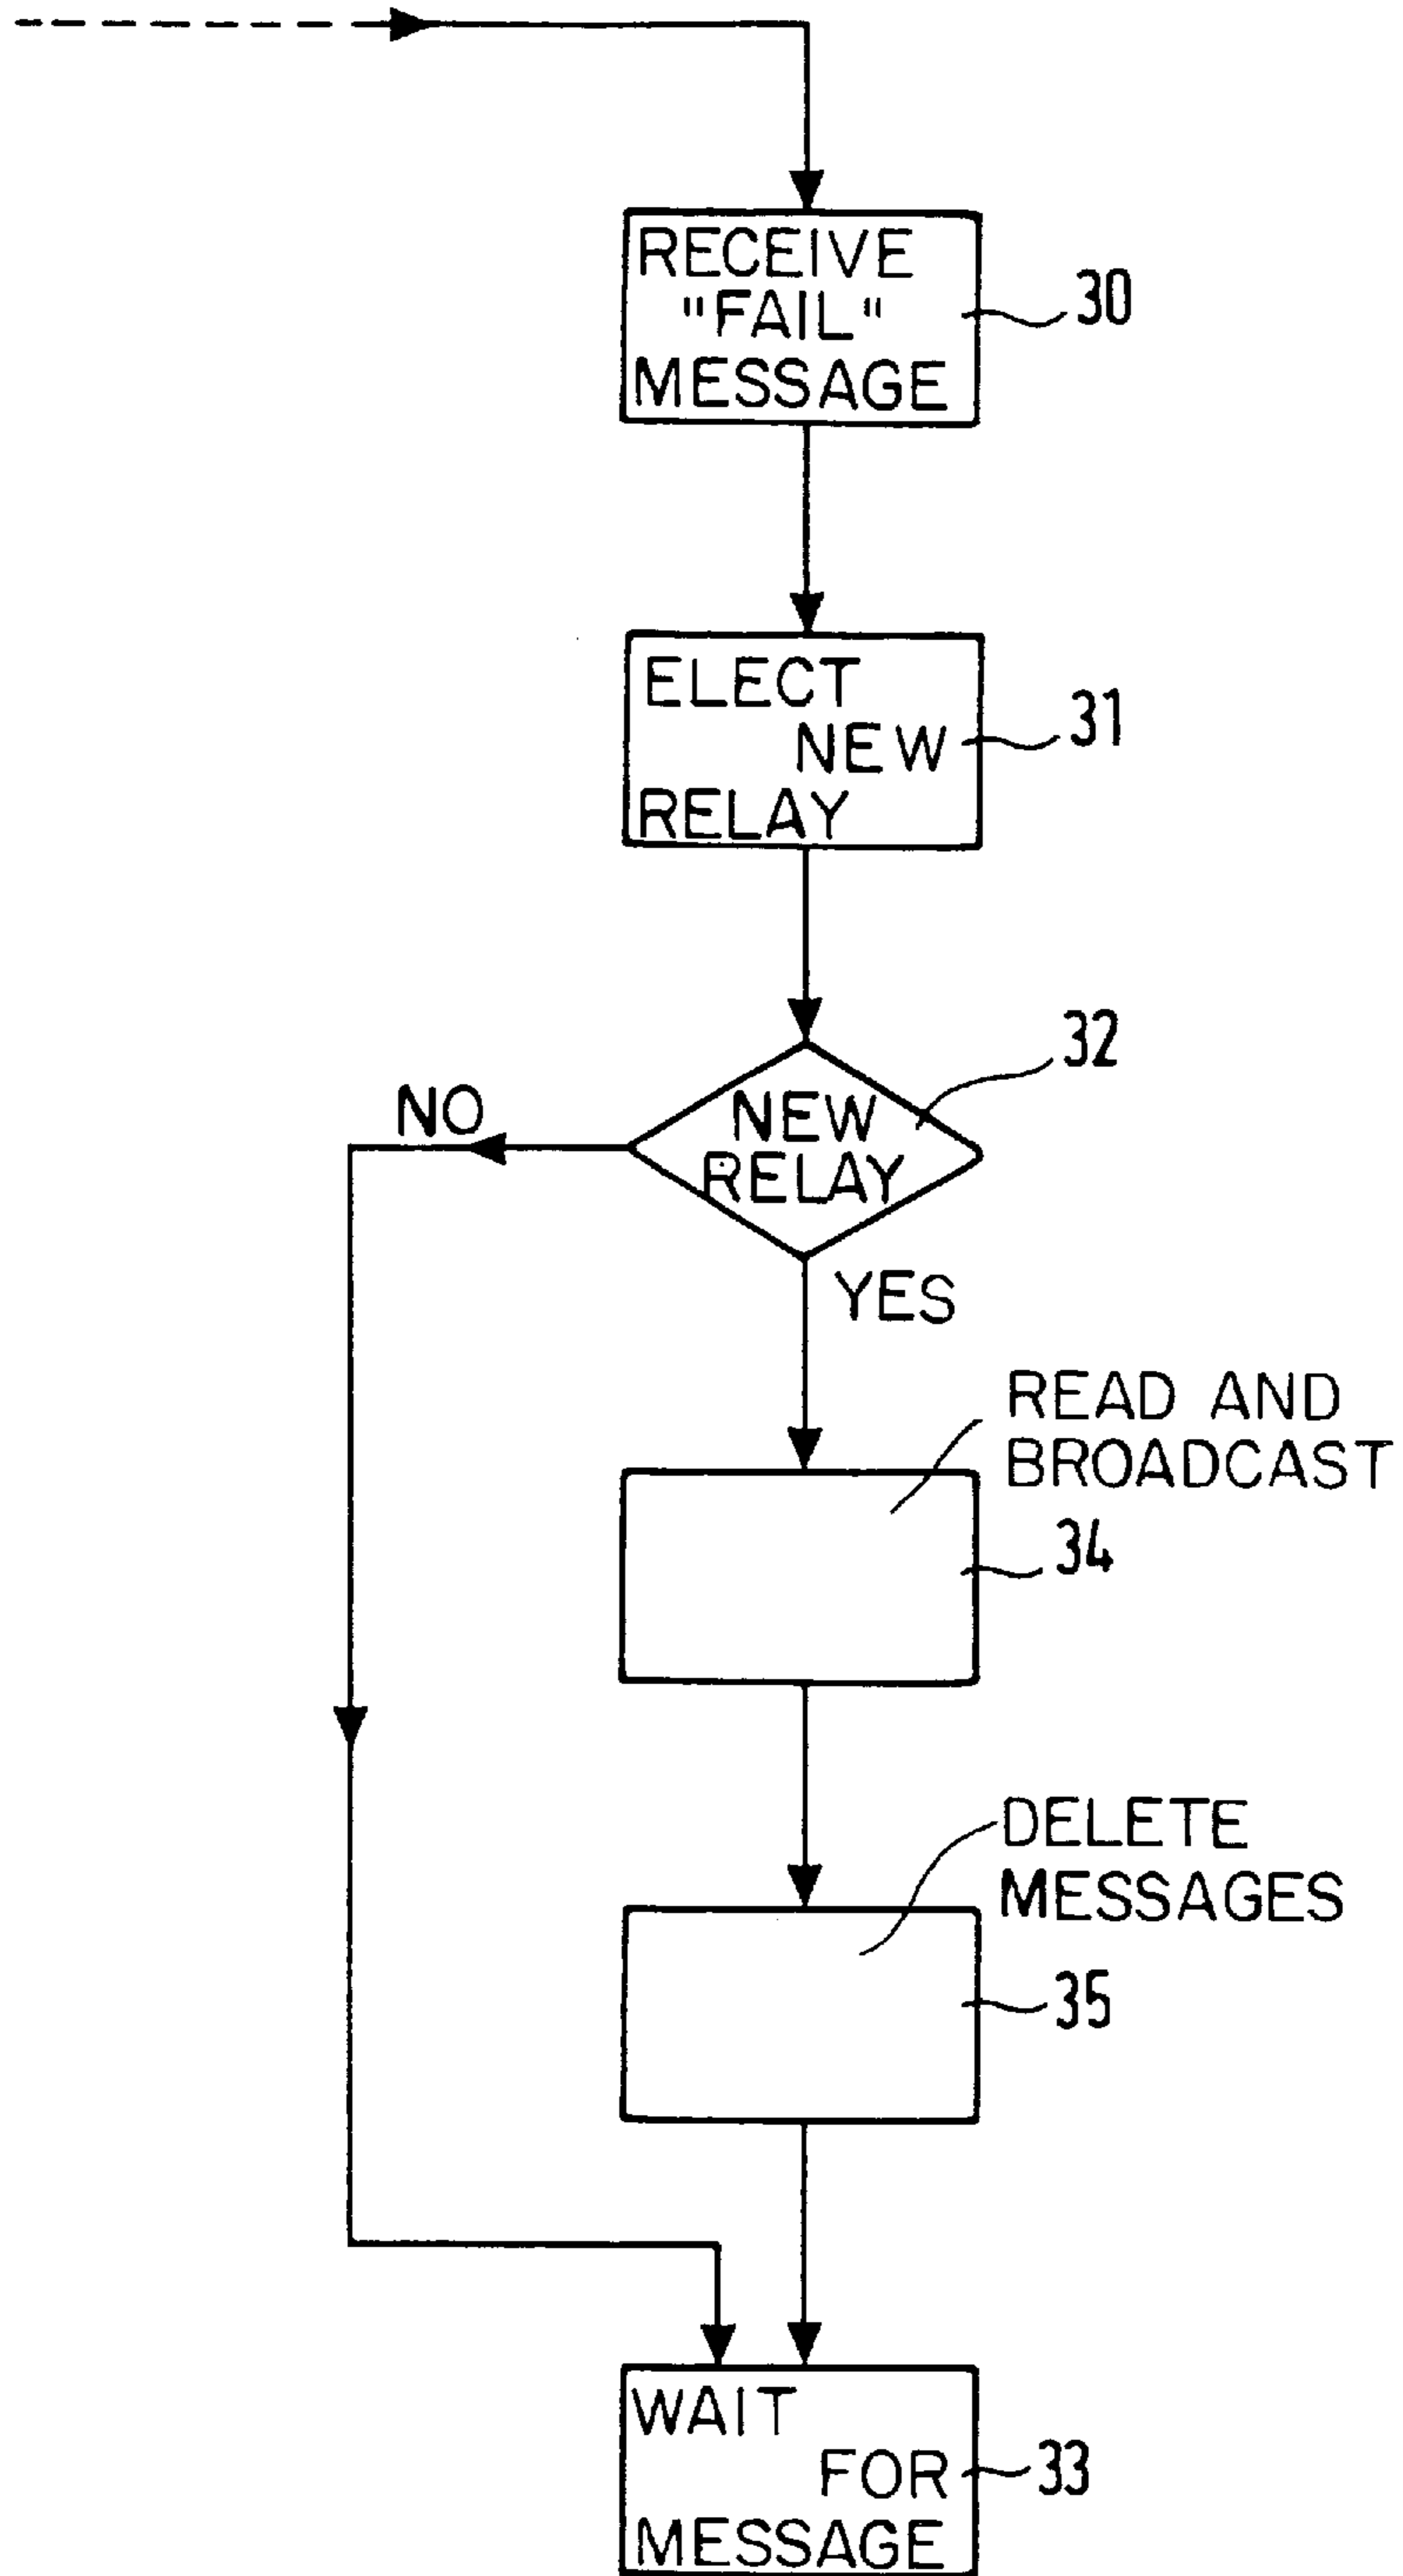 RECEIVE
"FAIL"
MESSAGE
30
ELECT
NEW
RELAY
31
32
NO
NEW
RELAY
YES
READ AND
BROADCAST
34
DELETE
MESSAGES
35
WAIT
FOR
MESSAGE
33